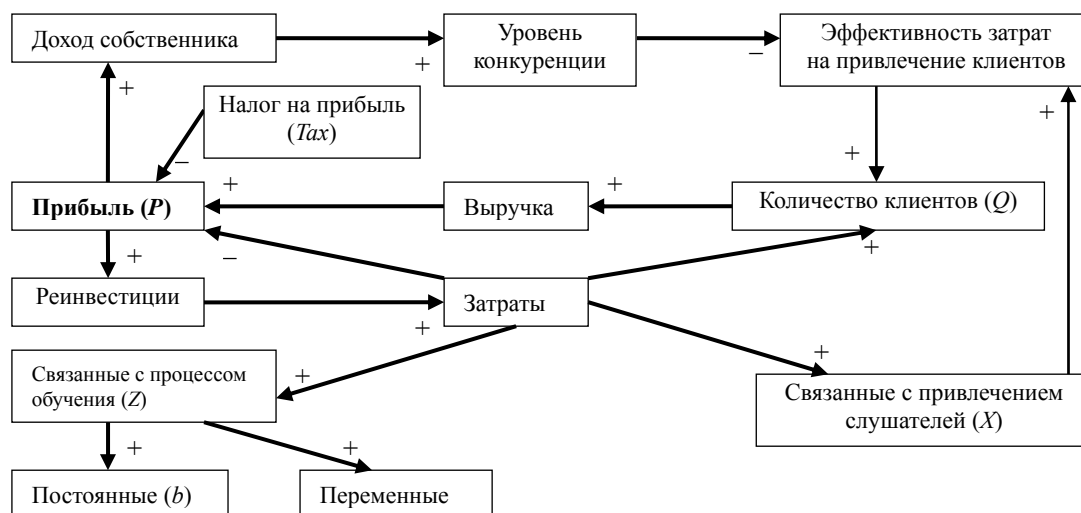 Доход собственника
+
Уровень
конкуренции
–
Эффективность затрат
на привлечение клиентов
+
Налог на прибыль
(Tax)
–
+
+
Прибыль (P)
+
Выручка
+
Количество клиентов (Q)
+
–
+
Реинвестиции
+
Затраты
+
+
Связанные с процессом
обучения (Z)
Связанные с привлечением
слушателей (X)
+
+
Постоянные (b)
Переменные